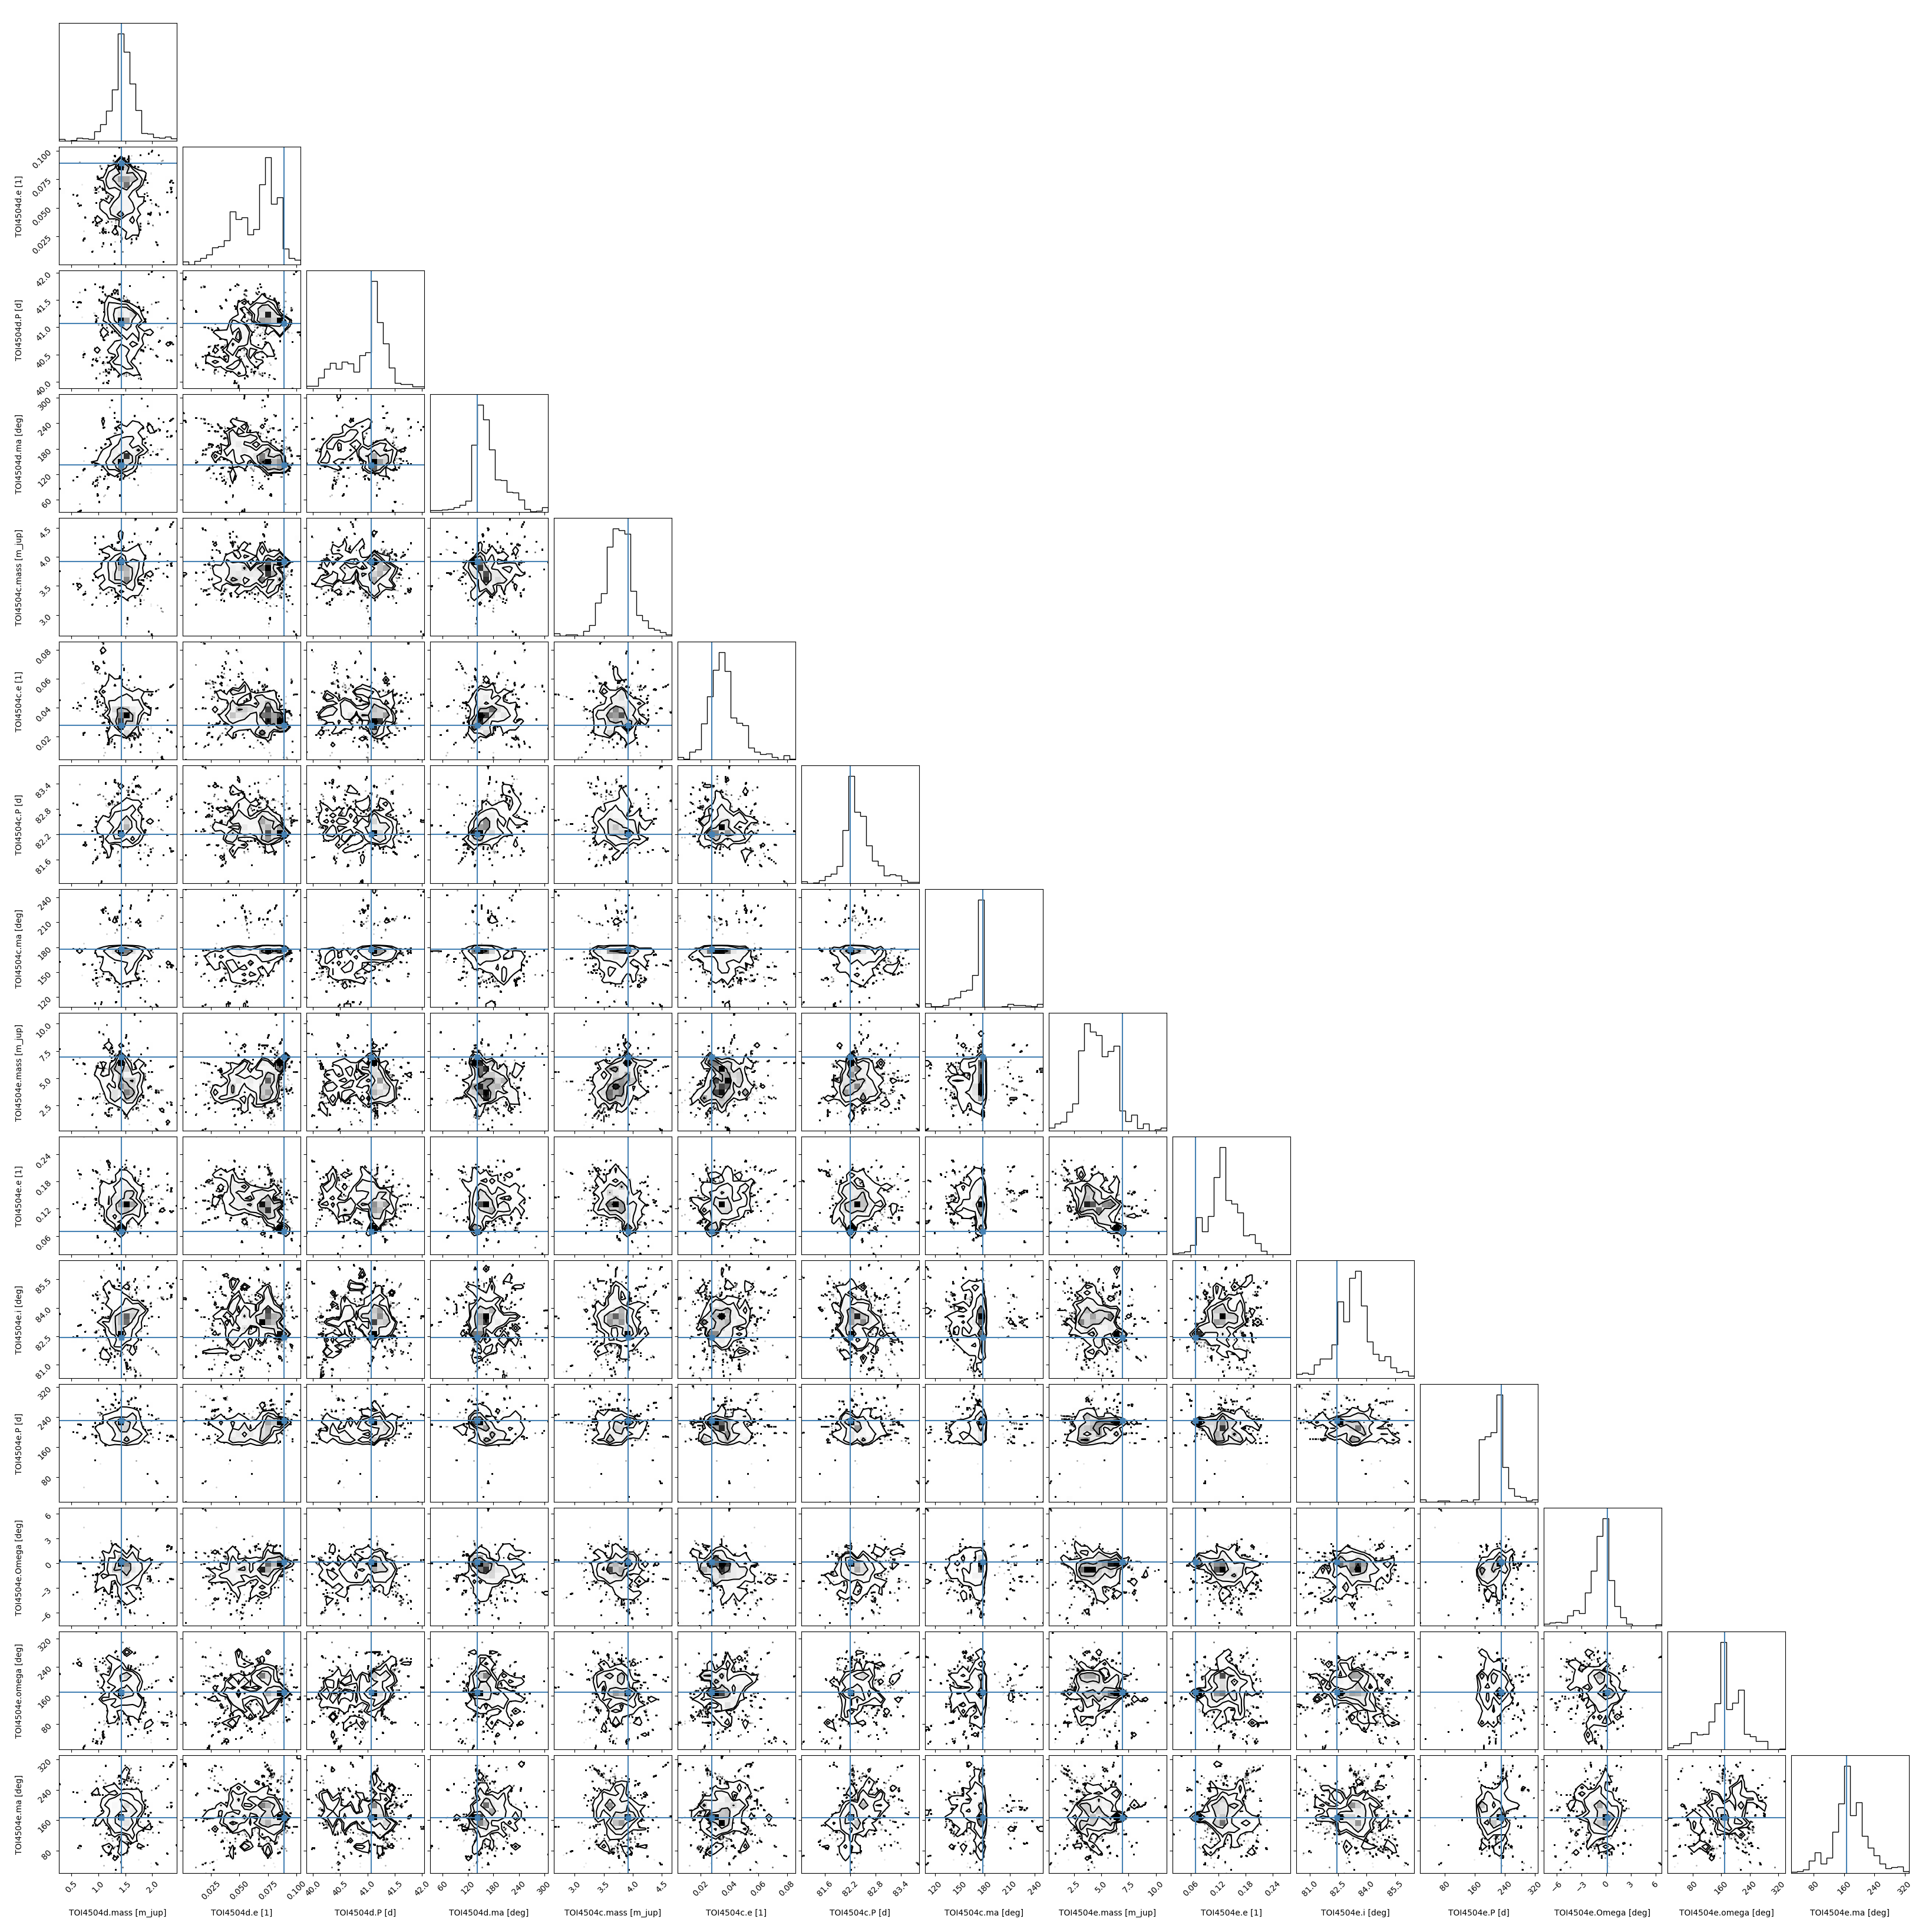 0.025 0.050 0.075 0.100 TOI4504d.e [1]
40.0 40.5 41.0 41.5 42.0 TOI4504d.P [d]
60 120 180 240 300 TOI4504d.ma [deg]
3.0 3.5 4.0 4.5 TOI4504c.mass [m_jup]
0.02 0.04 0.06 0.08 TOI4504c.e [1]
81.6 82.2 82.8 83.4 TOI4504c.P [d]
120 150 180 210 240 TOI4504c.ma [deg]
2.5 5.0 7.5 10.0 TOI4504e.mass [m_jup]
0.06 0.12 0.18 0.24 TOI4504e.e [1]
81.0 82.5 84.0 85.5 TOI4504e.i [deg]
80 160 240 320 TOI4504e.P [d]
−6 −3 0 3 6 TOI4504e.Omega [deg]
80 160 240 320 TOI4504e.omega [deg]
80 160 240 320 TOI4504e.ma [deg]
0.5 1.0 1.5 2.0 TOI4504d.mass [m_jup]
0.025 0.050 0.075 0.100 TOI4504d.e [1]
40.0 40.5 41.0 41.5 42.0 TOI4504d.P [d]
60 120 180 240 300 TOI4504d.ma [deg]
3.0 3.5 4.0 4.5 TOI4504c.mass [m_jup]
0.02 0.04 0.06 0.08 TOI4504c.e [1]
81.6 82.2 82.8 83.4 TOI4504c.P [d]
120 150 180 210 240 TOI4504c.ma [deg]
2.5 5.0 7.5 10.0 TOI4504e.mass [m_jup]
0.06 0.12 0.18 0.24 TOI4504e.e [1]
81.0 82.5 84.0 85.5 TOI4504e.i [deg]
80 160 240 320 TOI4504e.P [d]
−6 −3 0 3 6 TOI4504e.Omega [deg]
80 160 240 320 TOI4504e.omega [deg]
80 160 240 320 TOI4504e.ma [deg]